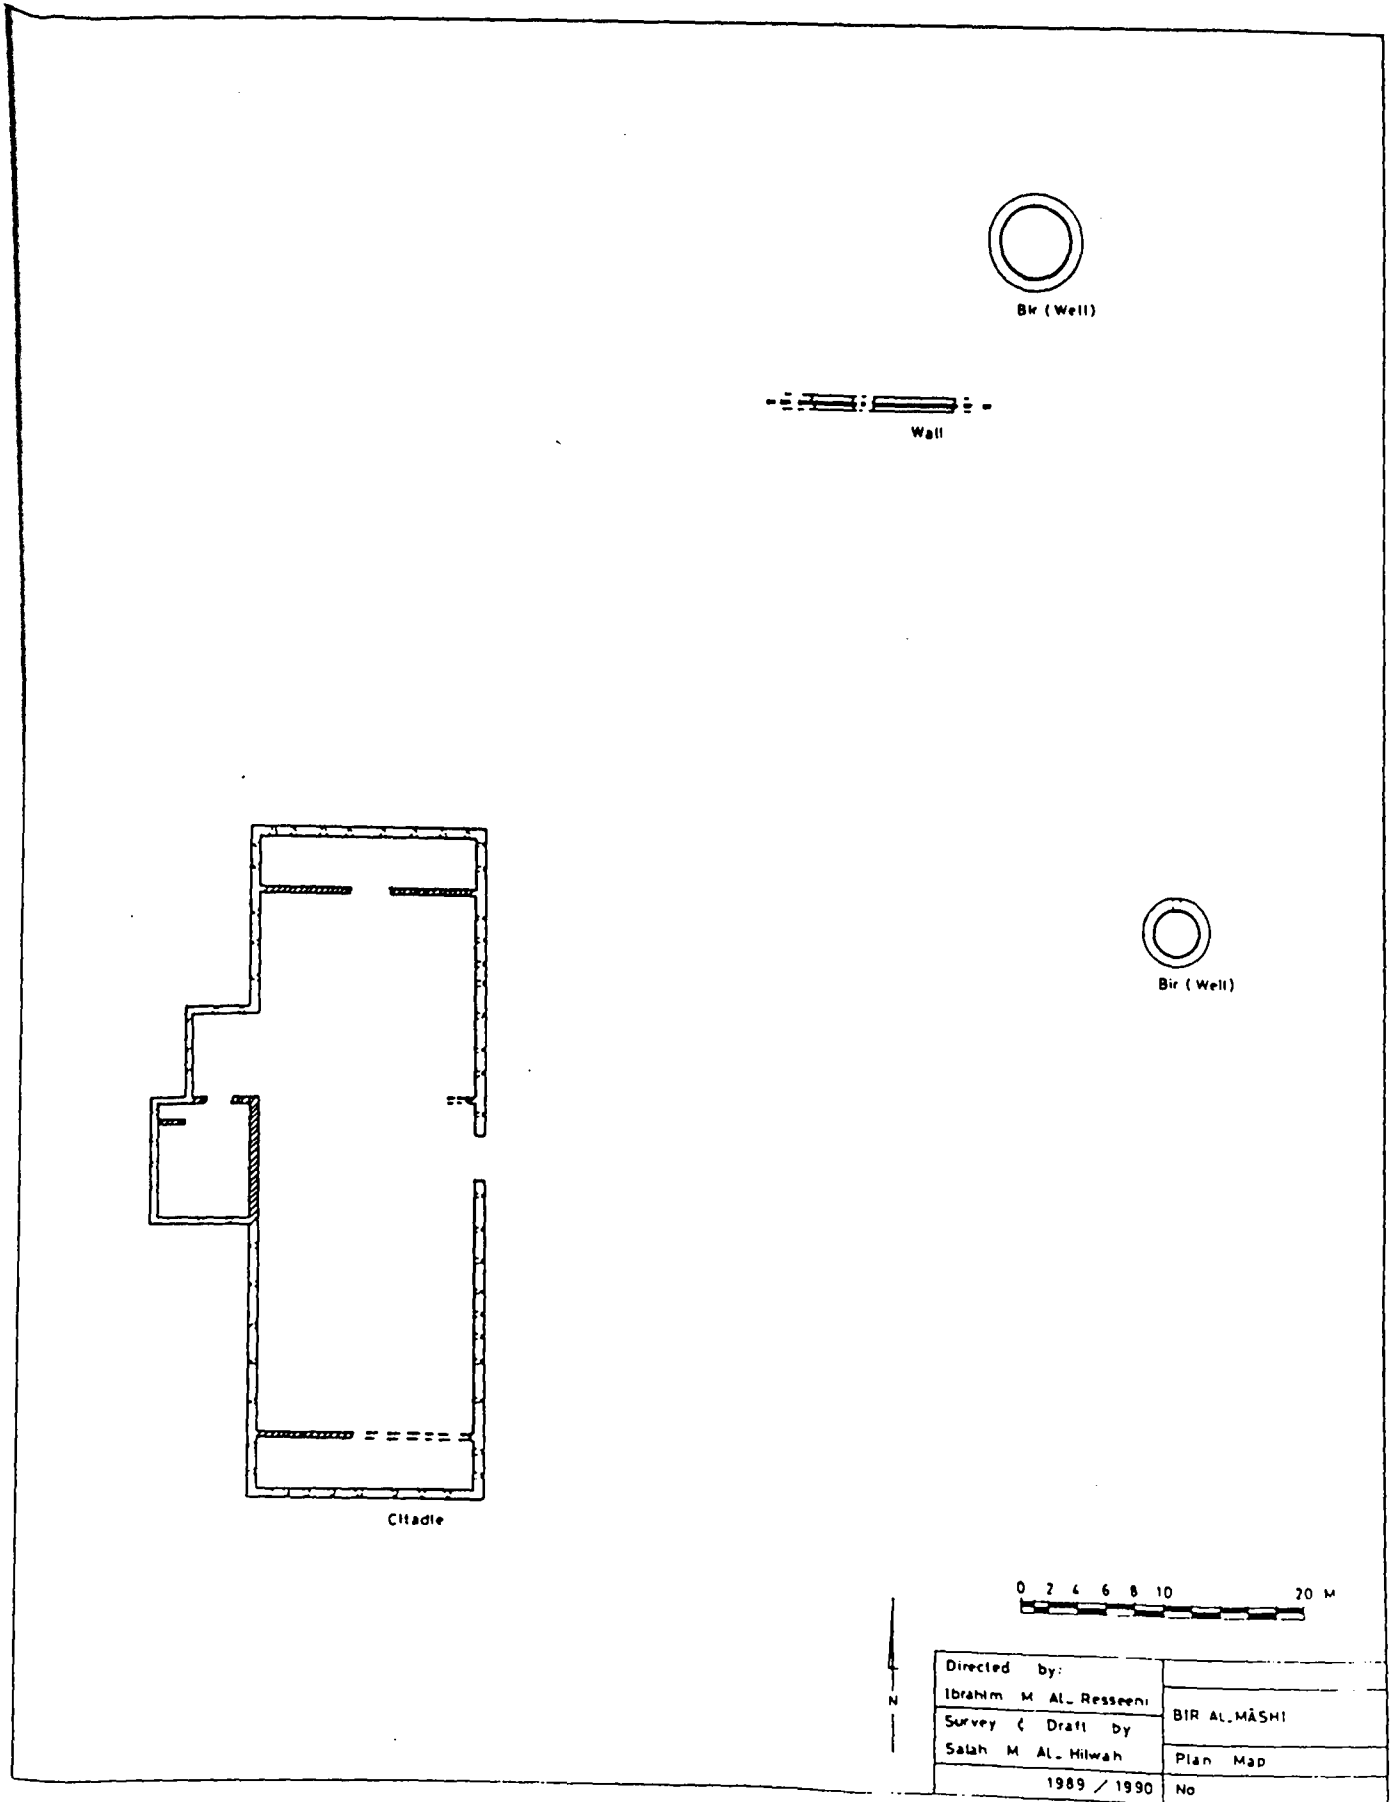 Bir (Well)
Wall
Bir (Well)
Citadle
0 2 4 6 8 10 20 M
N
Directed by:
Ibrahim M AL_Resseeni
Survey & Draft by
Salah M AL_Hilwah
1989 / 1990
BIR AL_MÂSHI
Plan Map
No